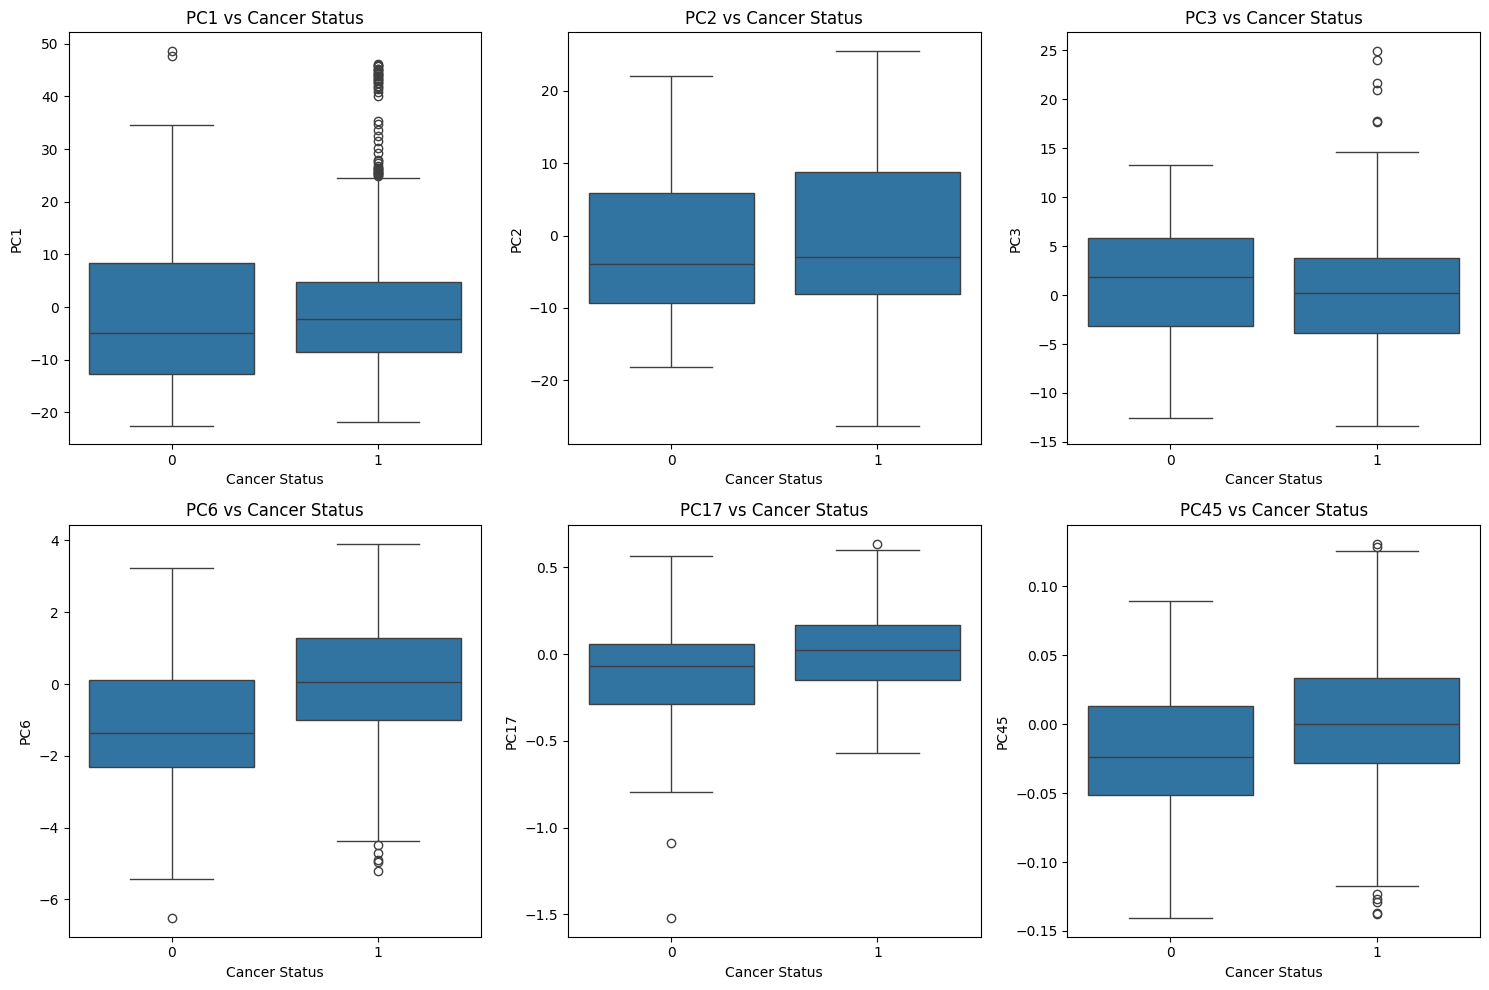 PC1 vs Cancer Status
PC1
50
40
30
20
10
0
−10
−20
0 1
Cancer Status
PC2 vs Cancer Status
PC2
20
10
0
−10
−20
0 1
Cancer Status
PC3 vs Cancer Status
PC3
25
20
15
10
5
0
−5
−10
−15
0 1
Cancer Status
PC6 vs Cancer Status
PC6
4
2
0
−2
−4
−6
0 1
Cancer Status
PC17 vs Cancer Status
PC17
0.5
0.0
−0.5
−1.0
−1.5
0 1
Cancer Status
PC45 vs Cancer Status
PC45
0.10
0.05
0.00
−0.05
−0.10
−0.15
0 1
Cancer Status